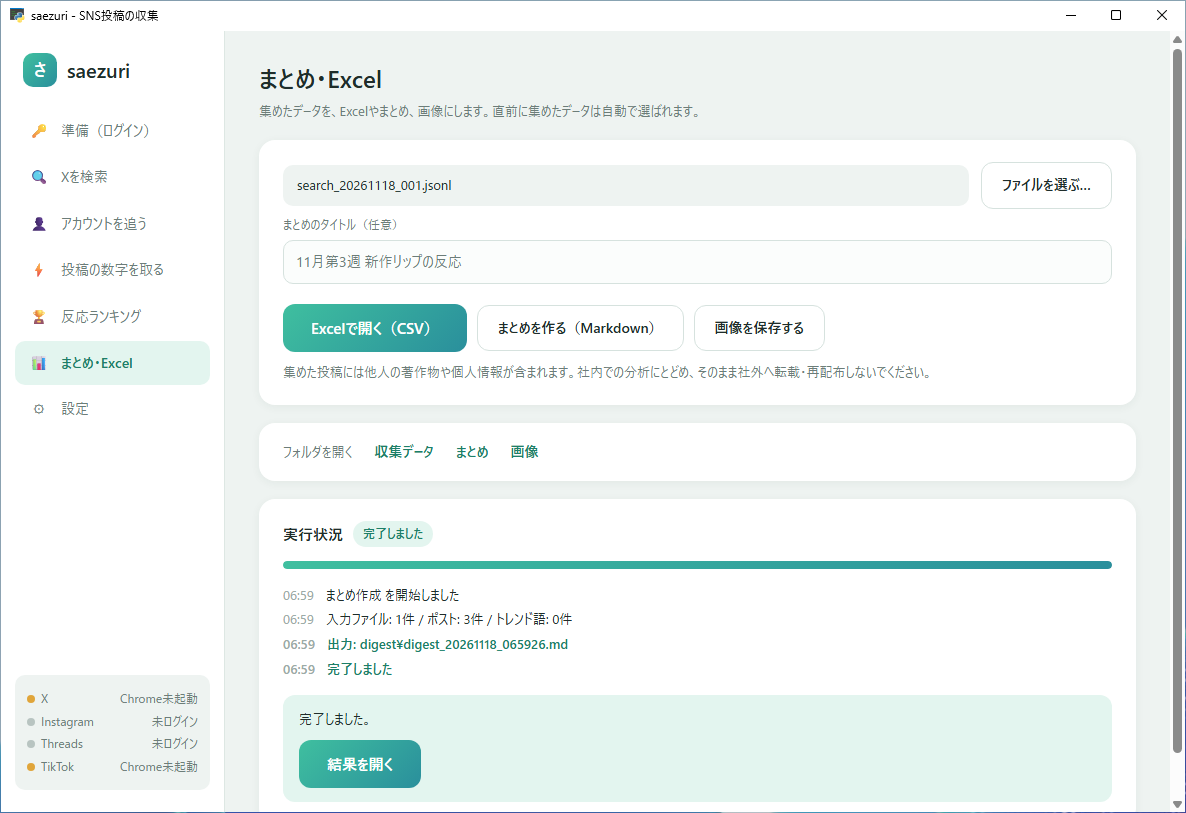 saezuri - SNS投稿の収集
さ saezuri
準備（ログイン）
Xを検索
アカウントを追う
投稿の数字を取る
反応ランキング
まとめ・Excel
設定
X Chrome未起動
Instagram 未ログイン
Threads 未ログイン
TikTok Chrome未起動
まとめ・Excel
集めたデータを、Excelやまとめ、画像にします。直前に集めたデータは自動で選ばれます。
search_20261118_001.jsonl
ファイルを選ぶ...
まとめのタイトル（任意）
11月第3週 新作リップの反応
Excelで開く（CSV） まとめを作る（Markdown） 画像を保存する
集めた投稿には他人の著作物や個人情報が含まれます。社内での分析にとどめ、そのまま社外へ転載・再配布しないでください。
フォルダを開く 収集データ まとめ 画像
実行状況 完了しました
06:59 まとめ作成 を開始しました
06:59 入力ファイル: 1件 / ポスト: 3件 / トレンド語: 0件
06:59 出力: digest¥digest_20261118_065926.md
06:59 完了しました
完了しました。
結果を開く